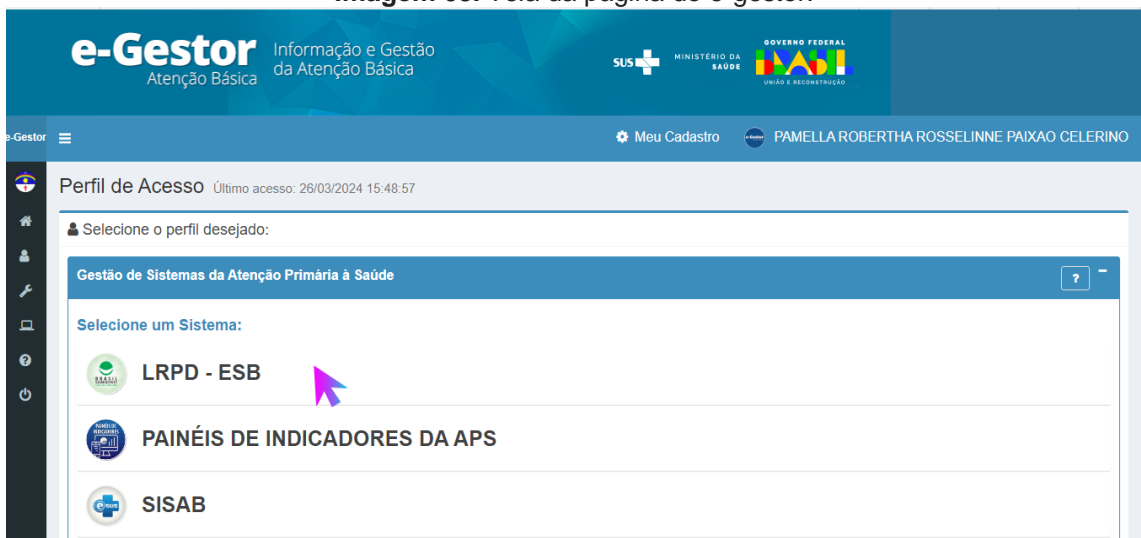 e-Gestor
Atenção Básica
Informação e Gestão
da Atenção Básica
SUS
MINISTÉRIO DA
SAÚDE
GOVERNO FEDERAL
BRASIL
UNIÃO E RECONSTRUÇÃO
e-Gestor
Meu Cadastro
PAMELLA ROBERTHA ROSSELINNE PAIXAO CELERINO
Perfil de Acesso Último acesso: 26/03/2024 15:48:57
Selecione o perfil desejado:
Gestão de Sistemas da Atenção Primária à Saúde
?
Selecione um Sistema:
LRPD - ESB
PAINÉIS DE INDICADORES DA APS
SISAB